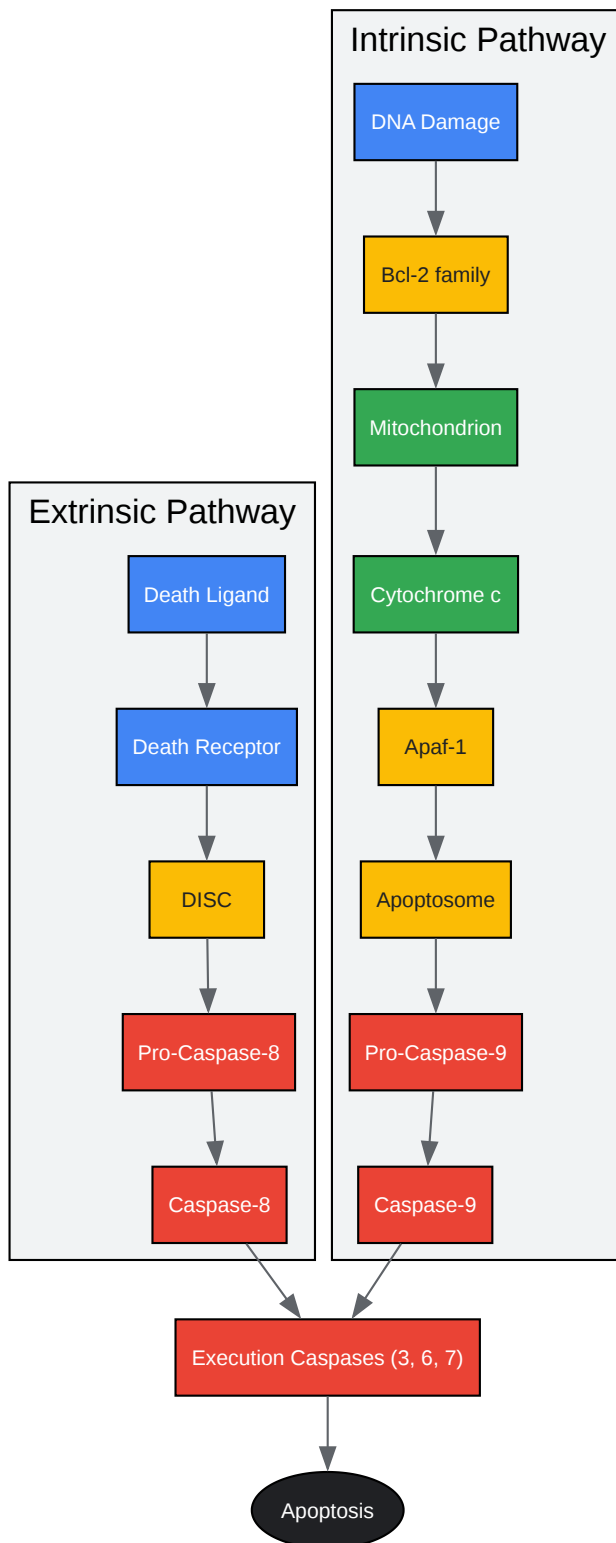 Intrinsic Pathway
DNA Damage
Bcl-2 family
Mitochondrion
Cytochrome c
Apaf-1
Apoptosome
Pro-Caspase-9
Caspase-9
Extrinsic Pathway
Death Ligand
Death Receptor
DISC
Pro-Caspase-8
Caspase-8
Execution Caspases (3, 6, 7)
Apoptosis